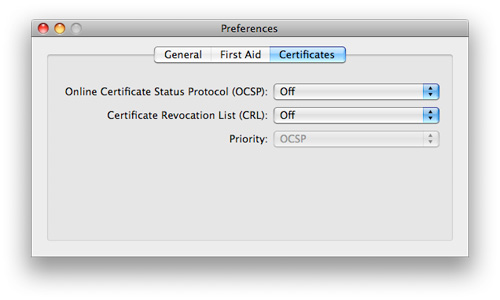 Preferences
General First Aid Certificates
Online Certificate Status Protocol (OCSP): Off
Certificate Revocation List (CRL): Off
Priority: OCSP